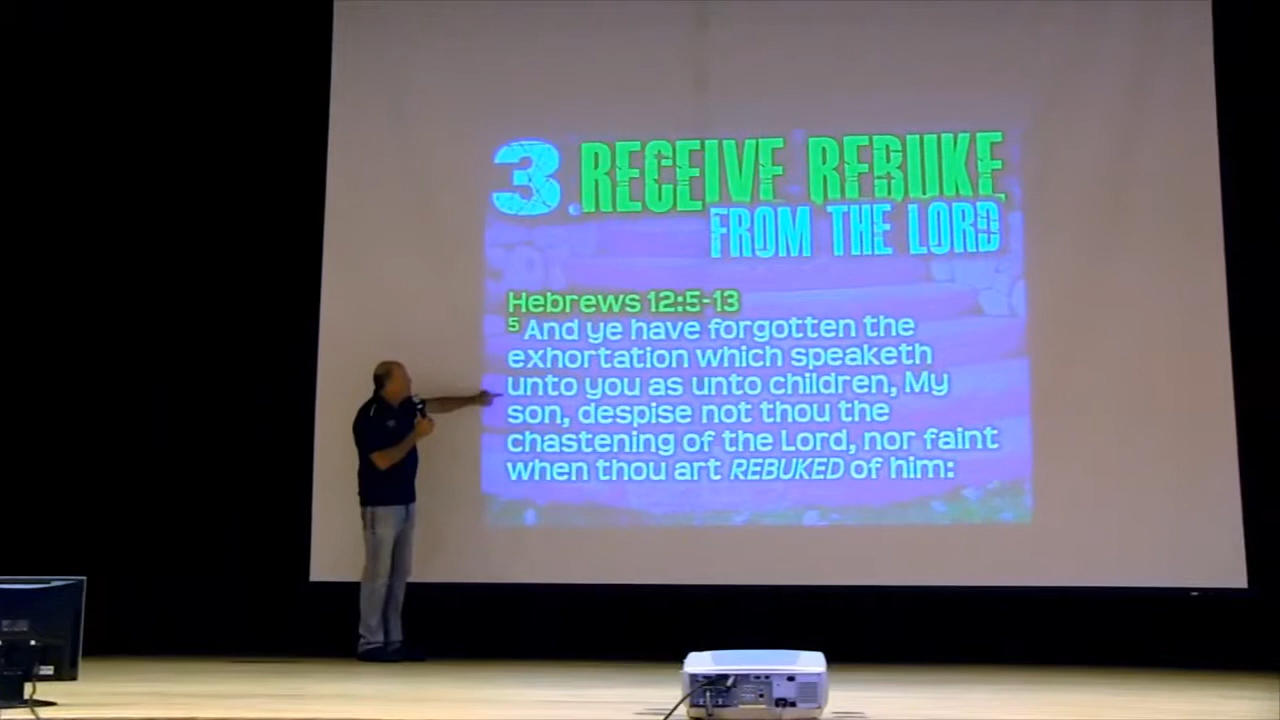 3. RECEIVE REBUKE
FROM THE LORD
Hebrews 12:5-13
5 And ye have forgotten the
exhortation which speaketh
unto you as unto children, My
son, despise not thou the
chastening of the Lord, nor faint
when thou art REBUKED of him: